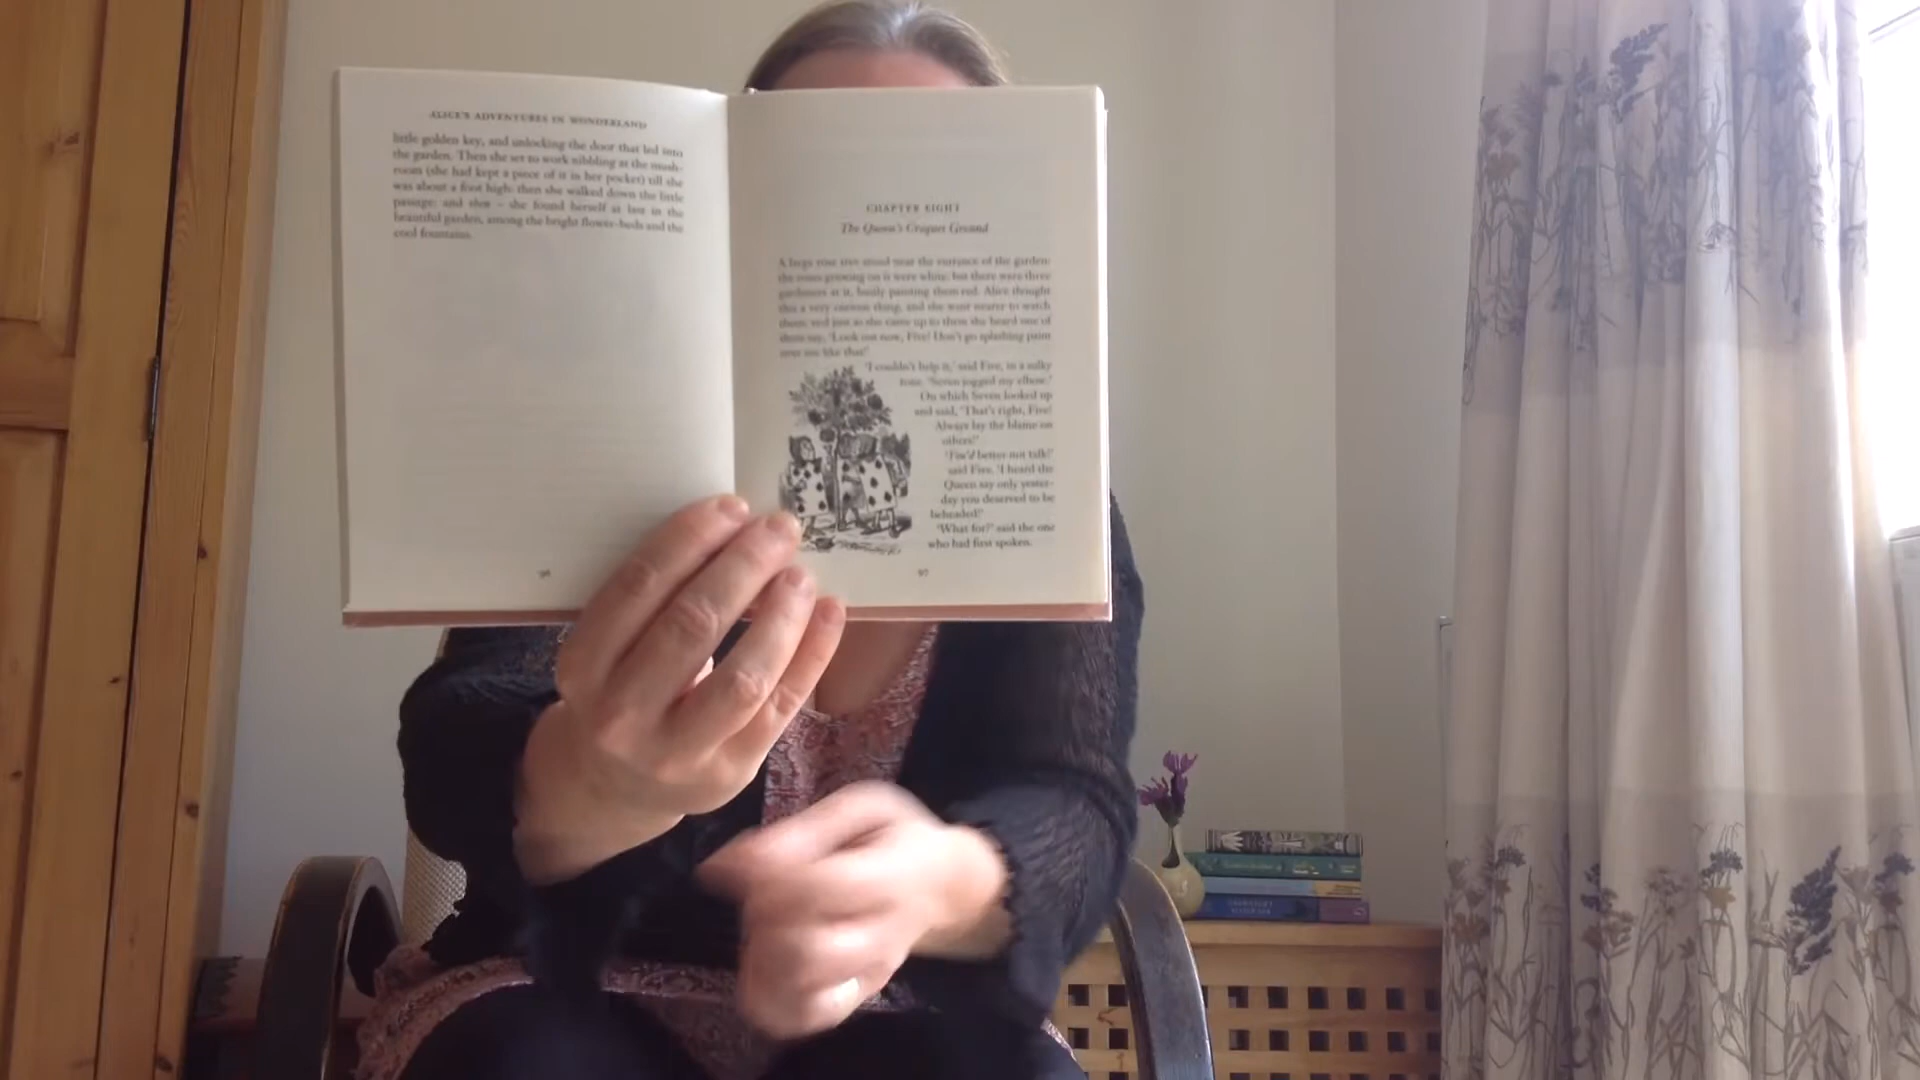 ALICE'S ADVENTURES IN WONDERLAND
little golden key, and unlocking the door that led into
the garden. Then she set to work nibbling at the mush-
room (she had kept a piece of it in her pocket) till she
was about a foot high: then she walked down the little
passage: and then – she found herself at last in the
beautiful garden, among the bright flower-beds and the
cool fountains.
96
CHAPTER EIGHT
The Queen's Croquet Ground
A large rose tree stood near the entrance of the garden:
the roses growing on it were white, but there were three
gardeners at it, busily painting them red. Alice thought
this a very curious thing, and she went nearer to watch
them, and just as she came up to them she heard one of
them say, 'Look out now, Five! Don't go splashing paint
over me like that!'
'I couldn't help it,' said Five, in a sulky
tone. 'Seven jogged my elbow.'
On which Seven looked up
and said, 'That's right, Five!
Always lay the blame on
others!'
'You'd better not talk!'
said Five. 'I heard the
Queen say only yester-
day you deserved to be
beheaded!'
'What for?' said the one
who had first spoken.
97